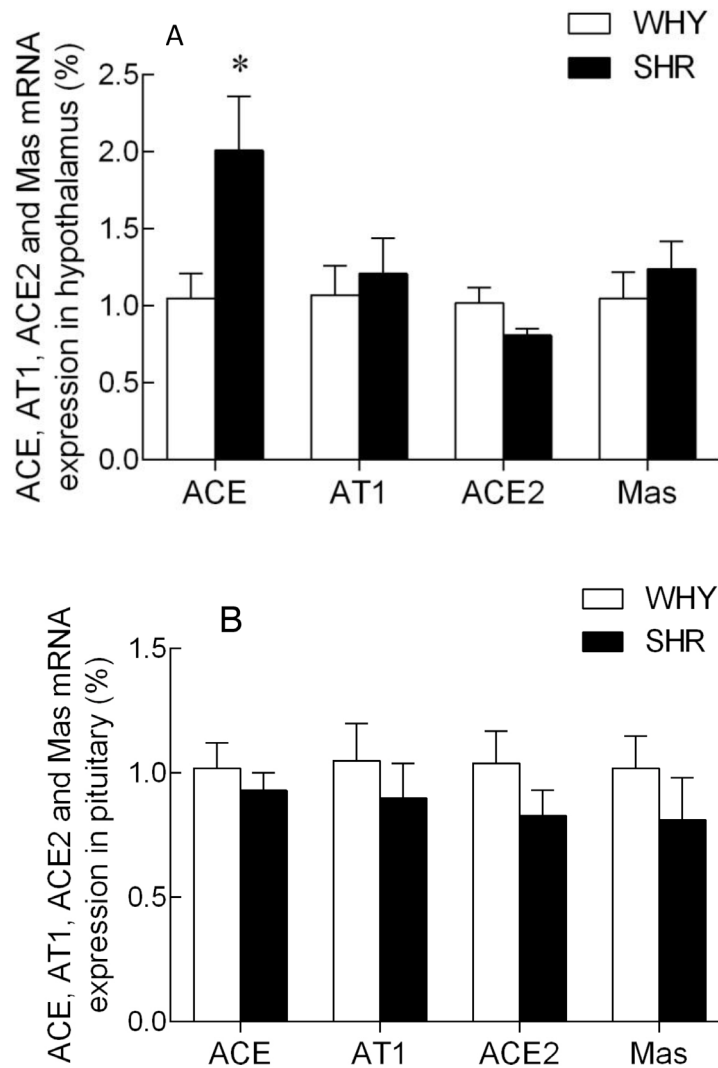 A
WHY
SHR
*
ACE, AT1, ACE2 and Mas mRNA
expression in hypothalamus (%)
2.5
2.0
1.5
1.0
0.5
0.0
ACE AT1 ACE2 Mas
B
WHY
SHR
ACE, AT1, ACE2 and Mas mRNA
expression in pituitary (%)
1.5
1.0
0.5
0.0
ACE AT1 ACE2 Mas